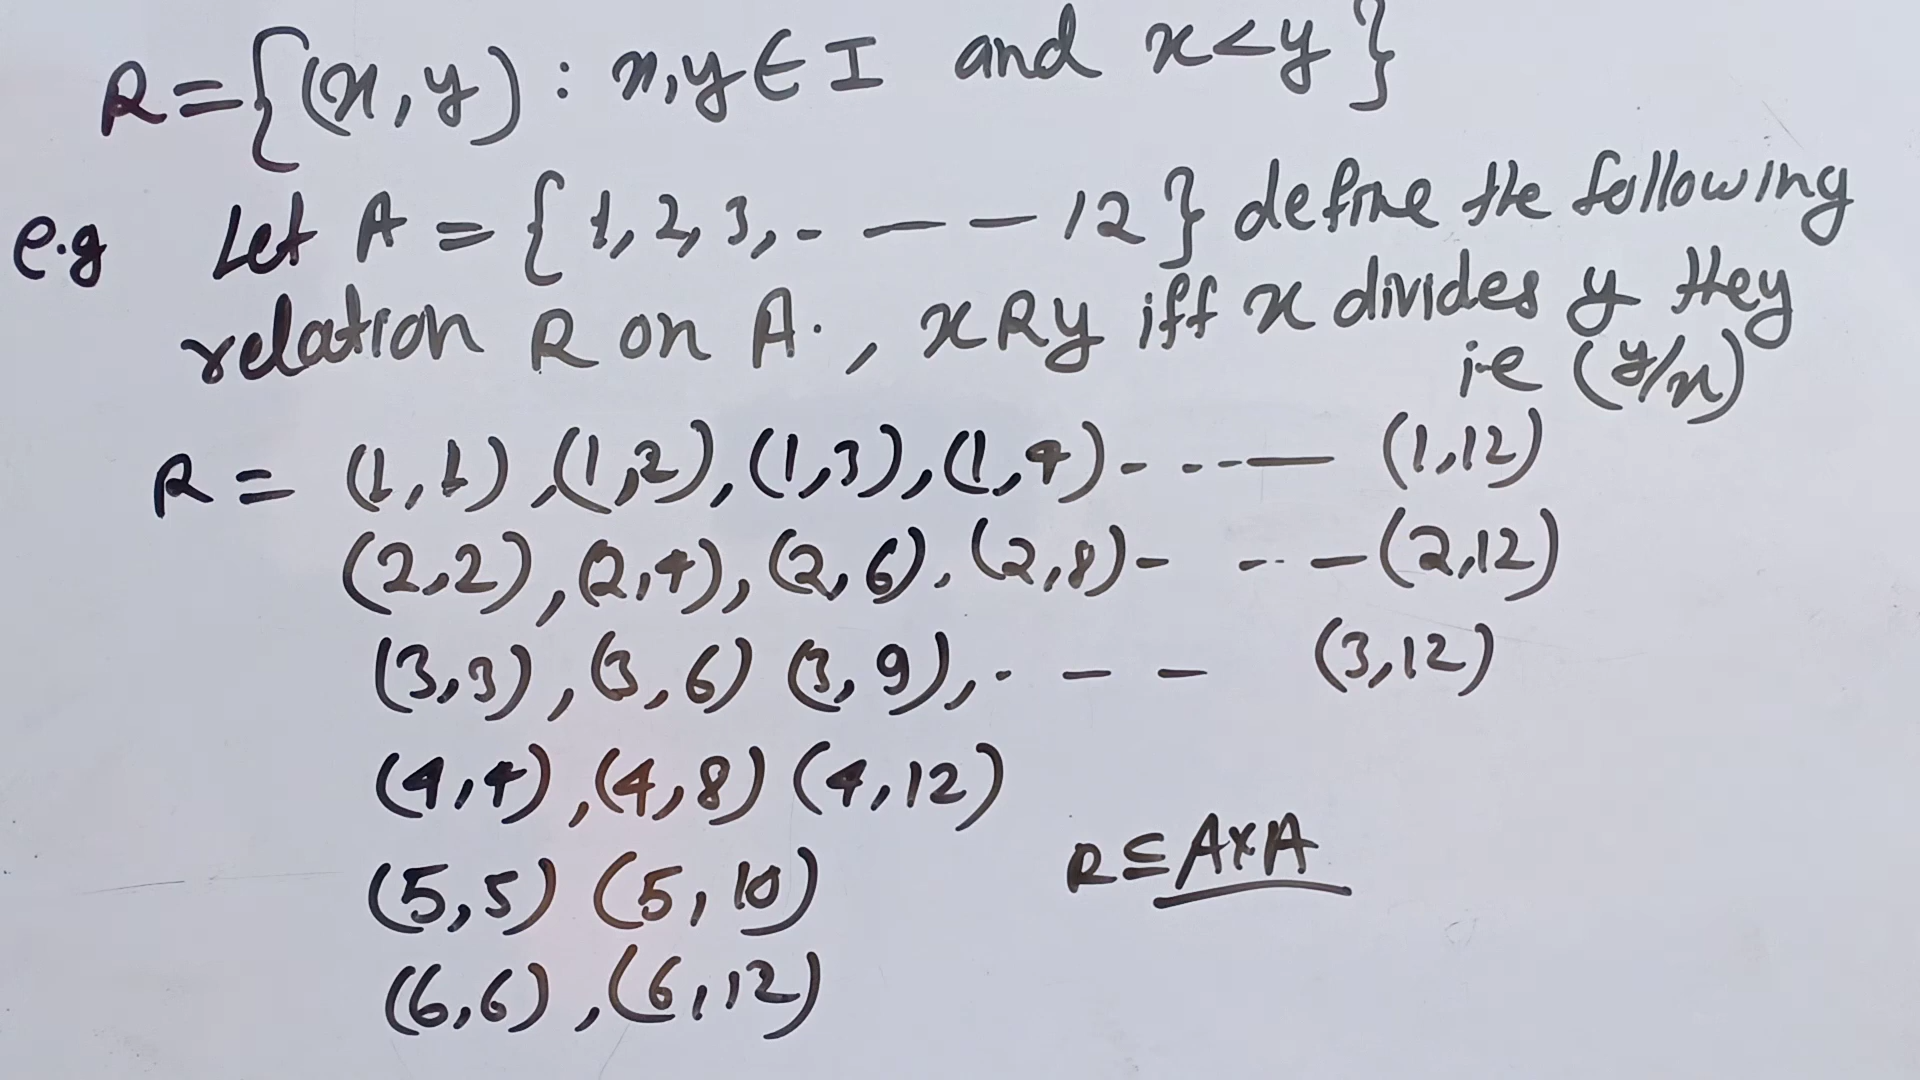 R={(x,y) : x,y∈I and x<y}
e.g Let A = {1,2,3,. - — — 12} define the following
relation R on A. , xRy iff x divides y they
i.e (y/x)
R = (1,1),(1,2),(1,3),(1,4)- - - -— (1,12)
(2,2),(2,4),(2,6),(2,8)- - - —(2,12)
(3,3),(3,6) (3,9),. - - - (3,12)
(4,4),(4,8) (4,12)
(5,5) (5,10)
R⊆A×A
(6,6),(6,12)